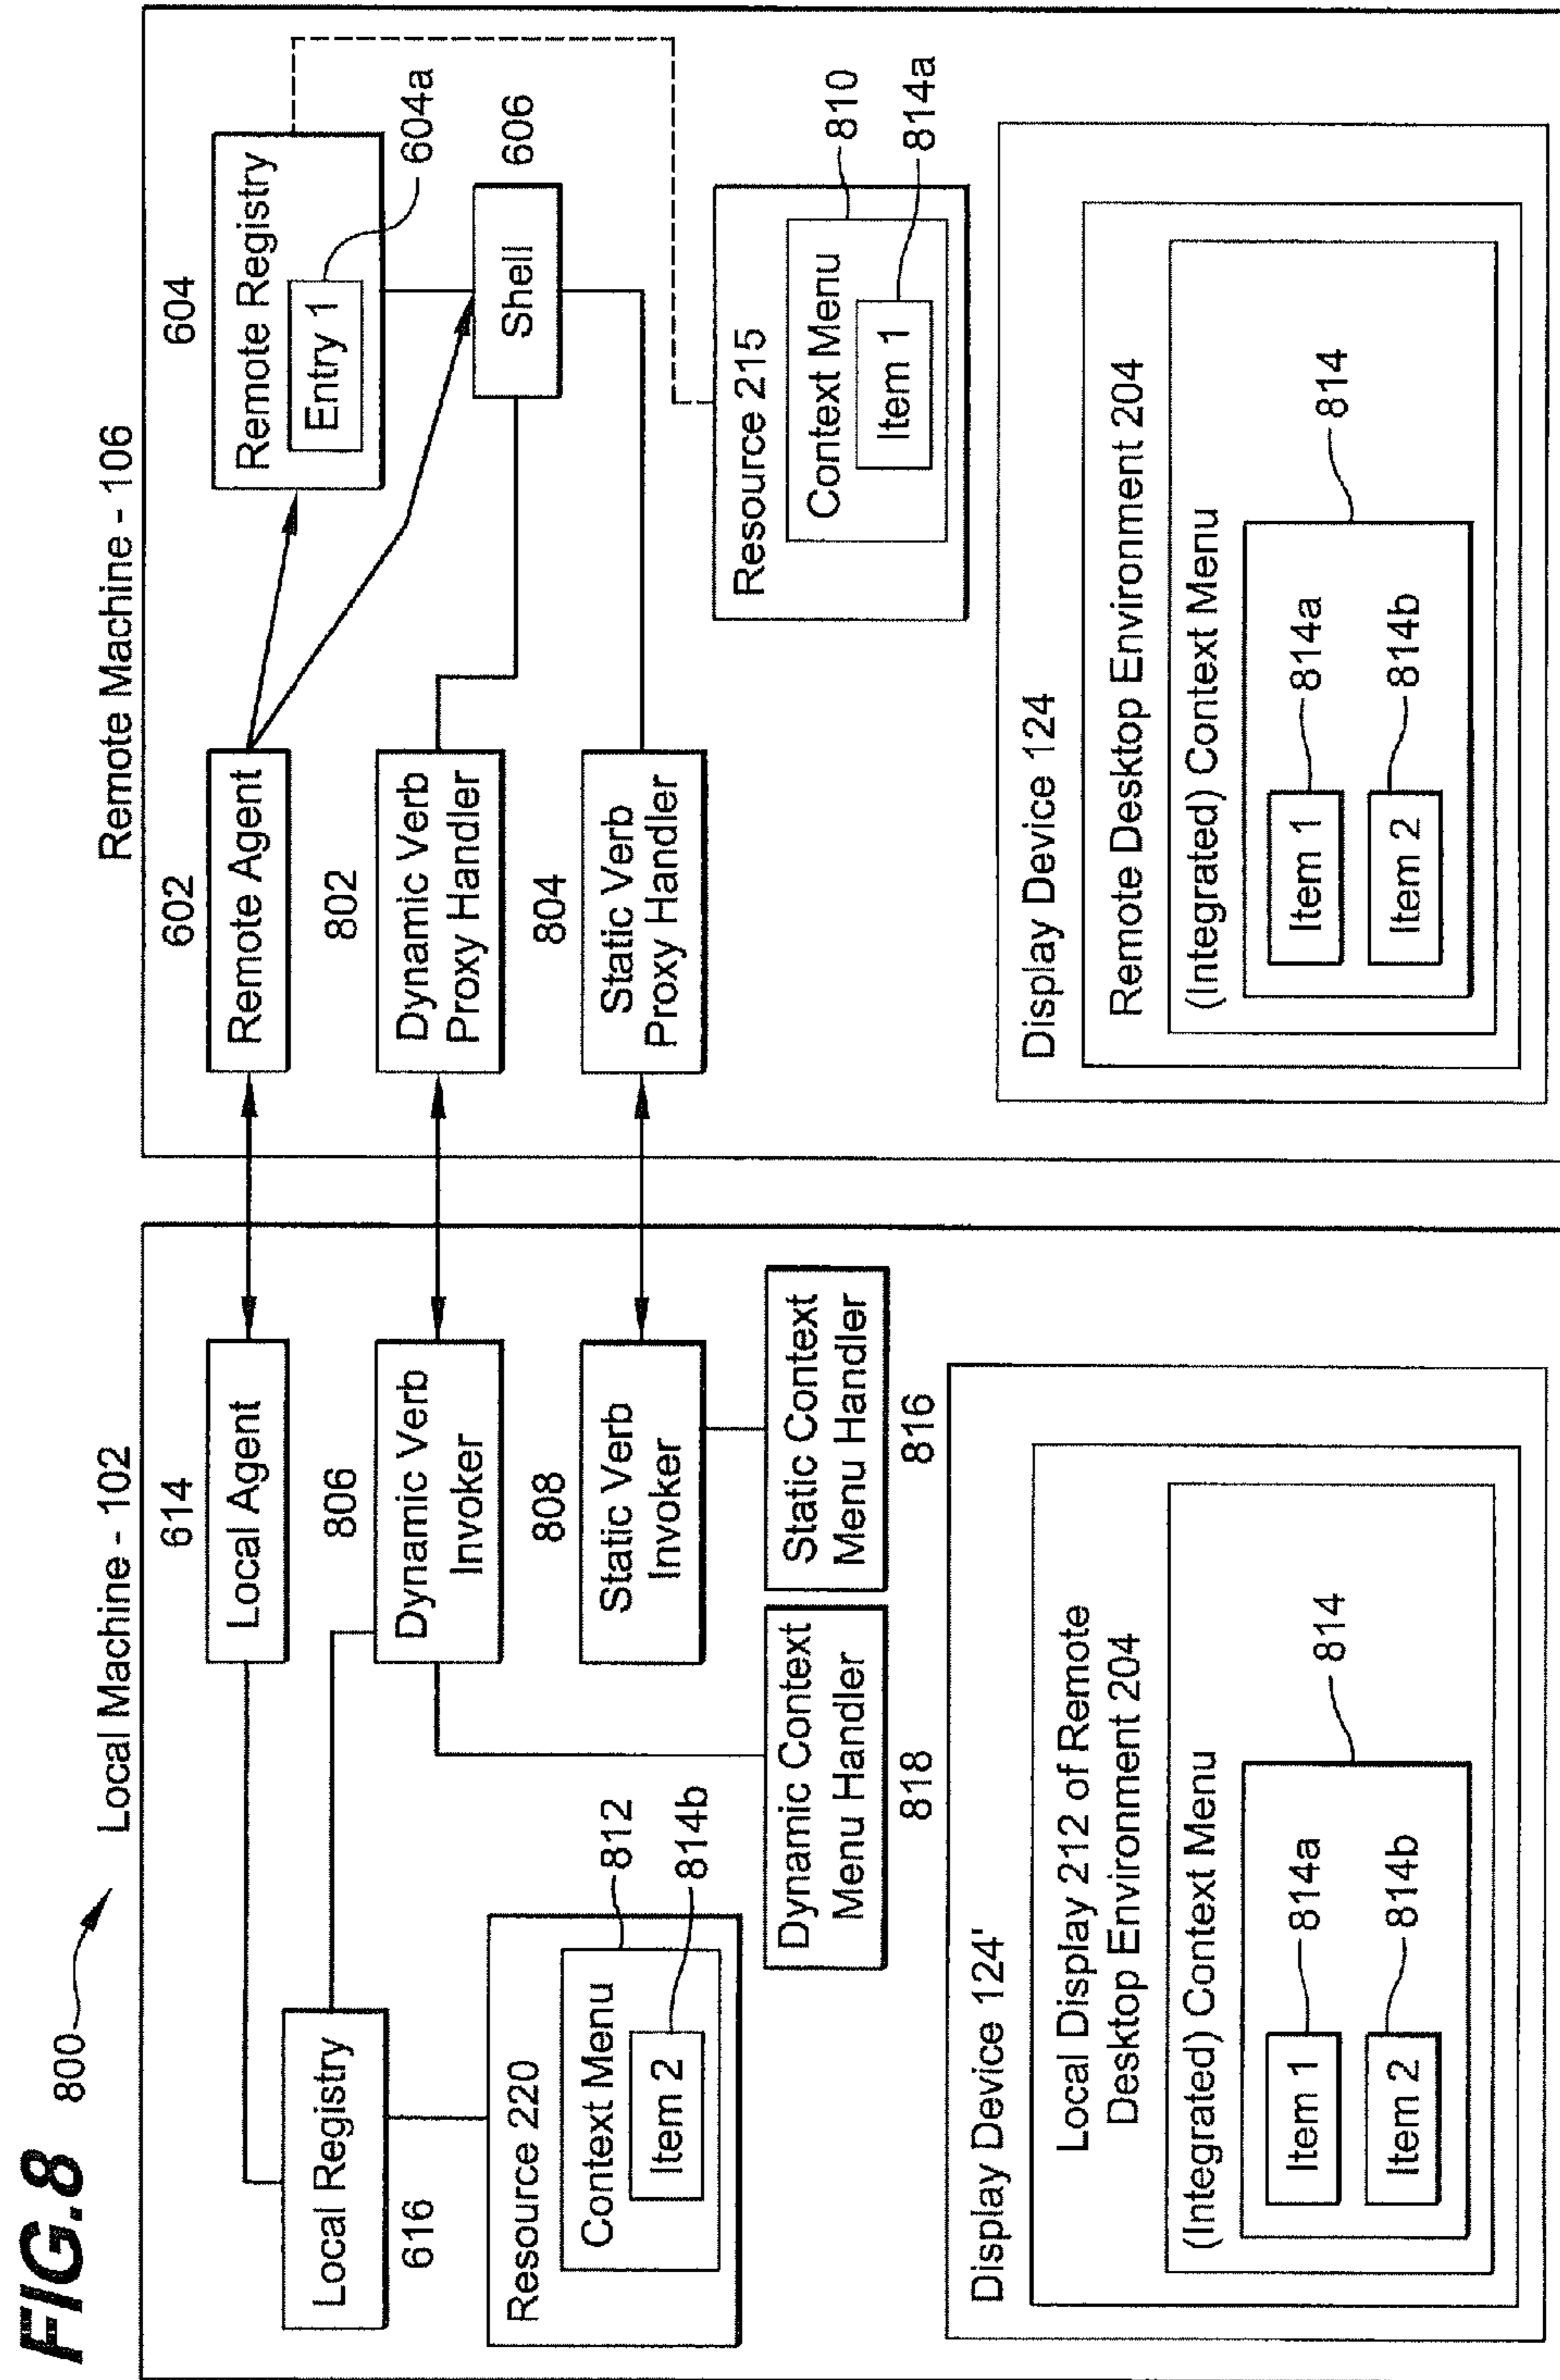 FIG.8
800
Local Machine - 102
614
Local Agent
806
Dynamic Verb
Invoker
808
Static Verb
Invoker
Local Registry
616
Resource 220
Context Menu
Item 2
812
814b
Dynamic Context
Menu Handler
818
Static Context
Menu Handler
816
Display Device 124'
Local Display 212 of Remote
Desktop Environment 204
(Integrated) Context Menu
Item 1
814a
Item 2
814b
814
Remote Machine - 106
602
Remote Agent
802
Dynamic Verb
Proxy Handler
804
Static Verb
Proxy Handler
604
Remote Registry
Entry 1
604a
Shell
606
Resource 215
Context Menu
Item 1
810
814a
Display Device 124
Remote Desktop Environment 204
(Integrated) Context Menu
Item 1
814a
Item 2
814b
814